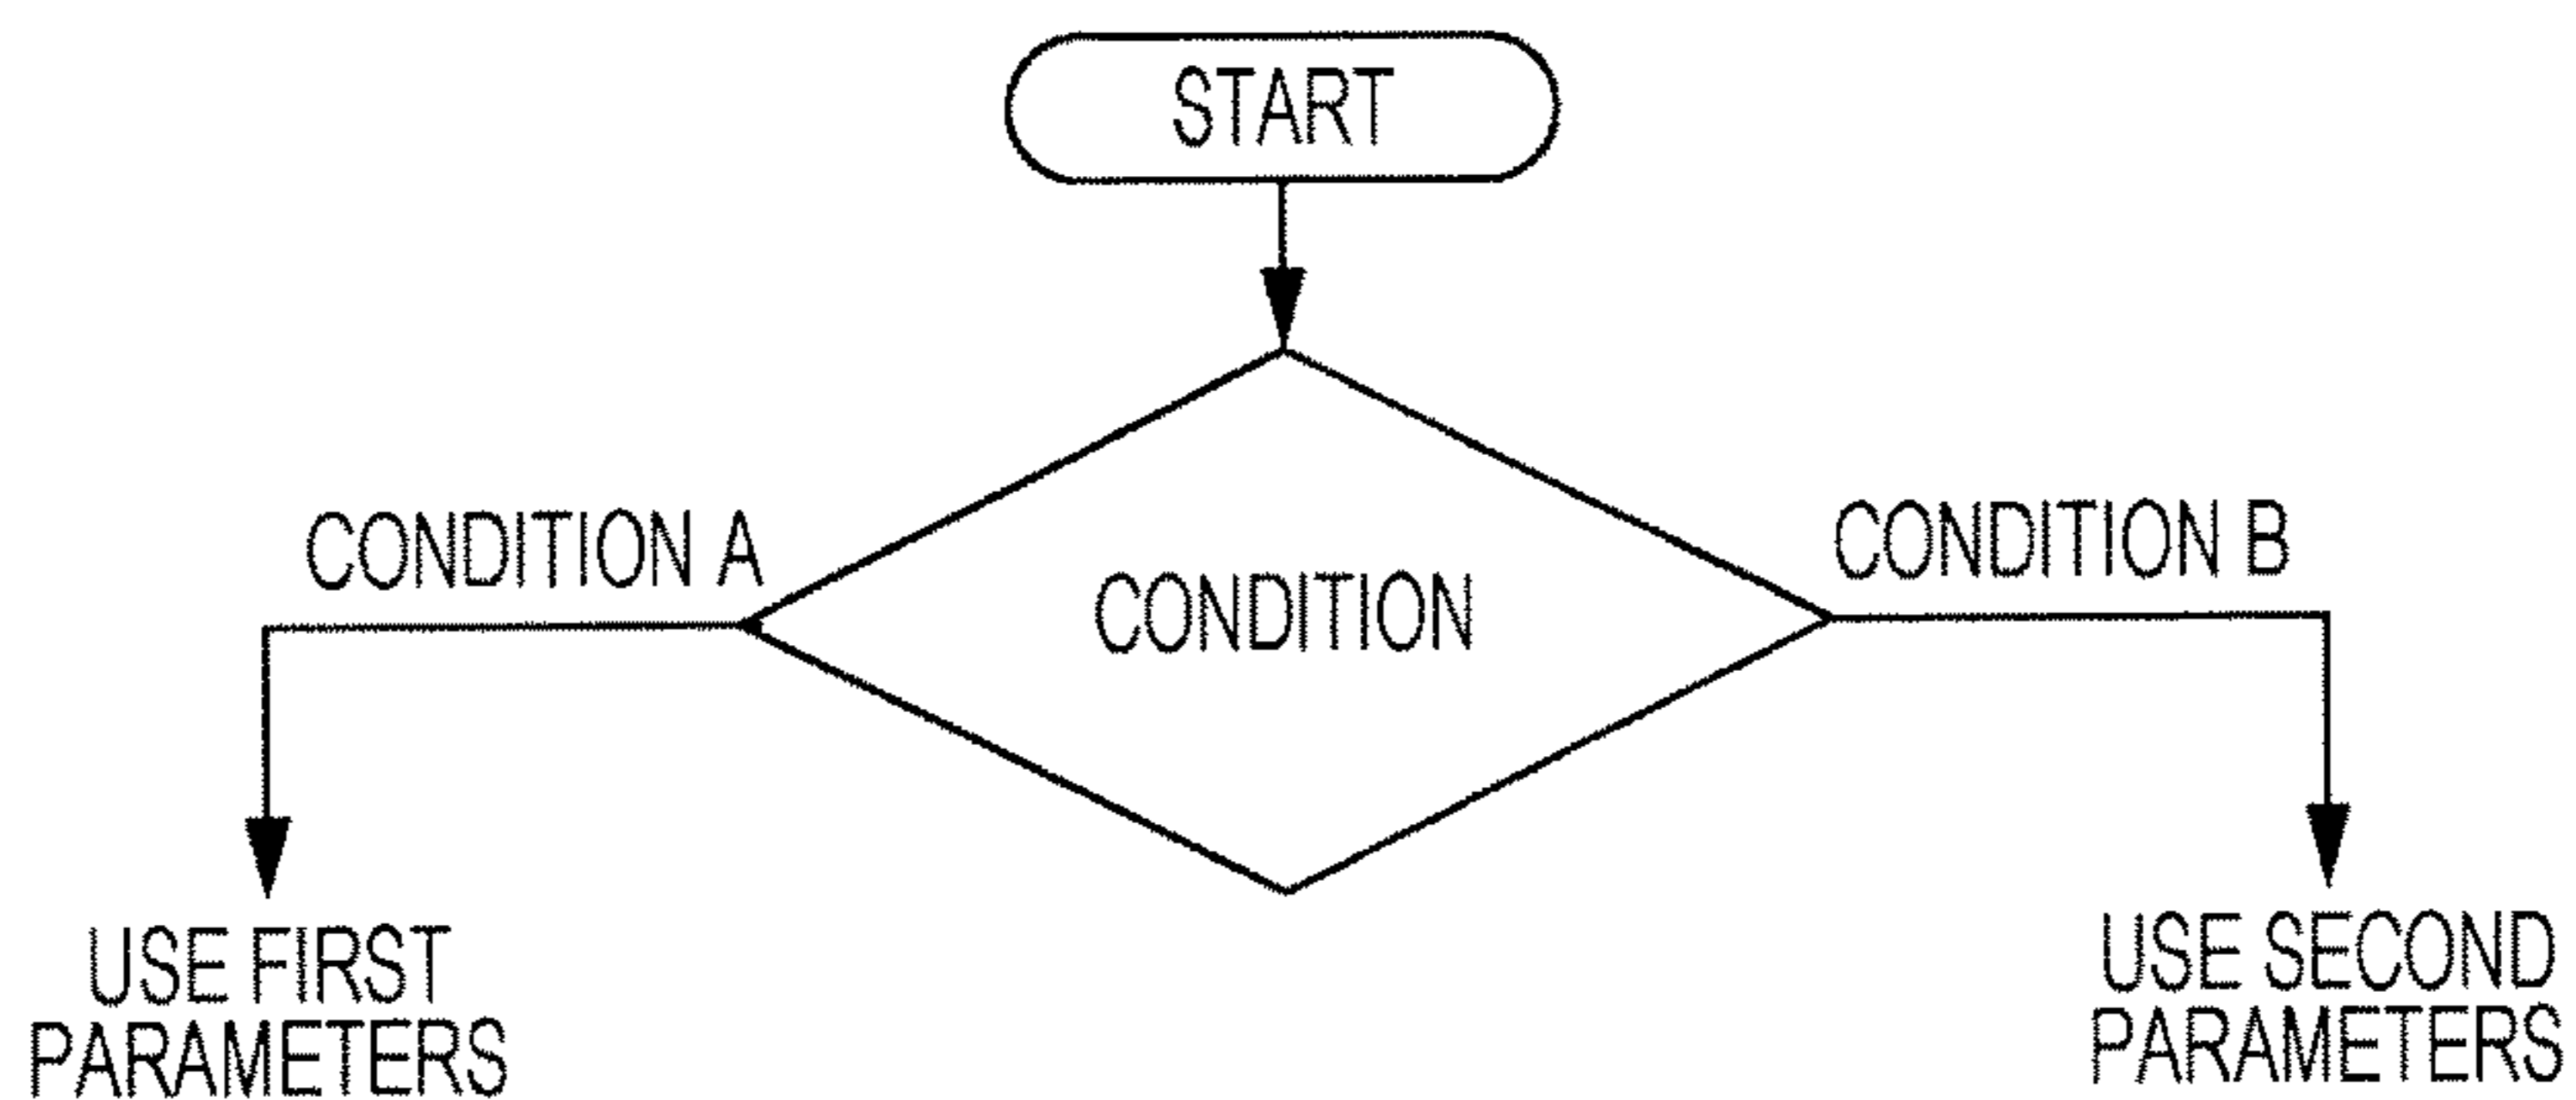 START
CONDITION A
CONDITION
CONDITION B
USE FIRST
PARAMETERS
USE SECOND
PARAMETERS